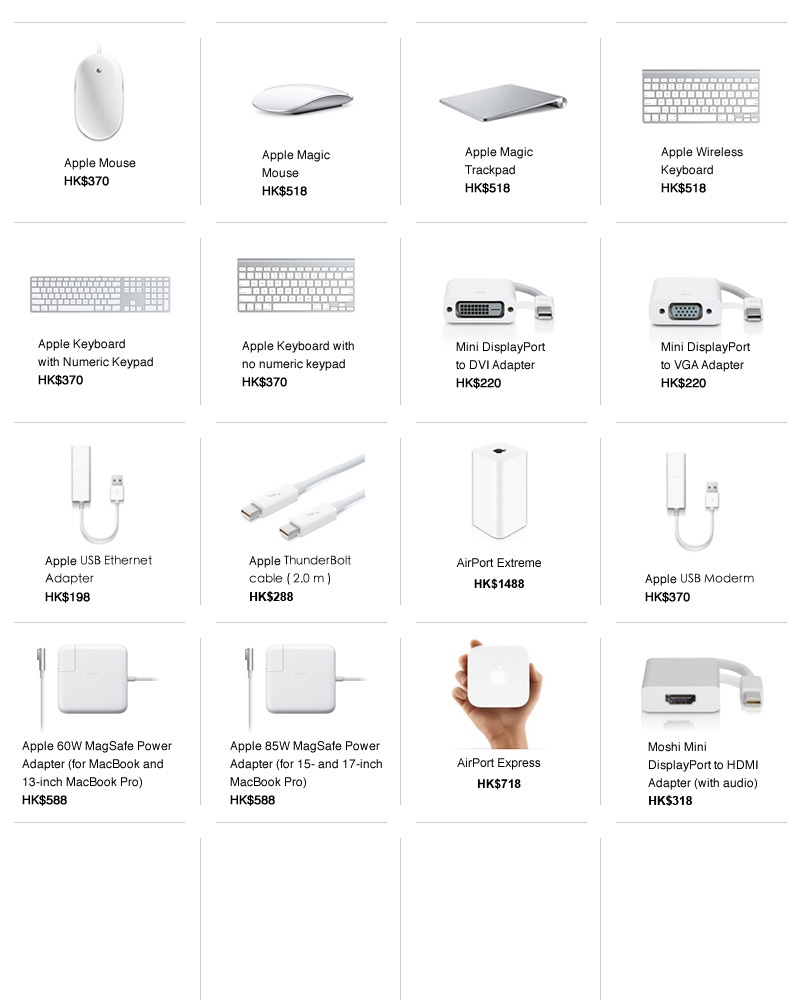 Apple Mouse
HK$370
Apple Magic
Mouse
HK$518
Apple Magic
Trackpad
HK$518
Apple Wireless
Keyboard
HK$518
Apple Keyboard
with Numeric Keypad
HK$370
Apple Keyboard with
no numeric keypad
HK$370
Mini DisplayPort
to DVI Adapter
HK$220
Mini DisplayPort
to VGA Adapter
HK$220
Apple USB Ethernet
Adapter
HK$198
Apple ThunderBolt
cable ( 2.0 m )
HK$288
AirPort Extreme
HK$1488
Apple USB Moderm
HK$370
Apple 60W MagSafe Power
Adapter (for MacBook and
13-inch MacBook Pro)
HK$588
Apple 85W MagSafe Power
Adapter (for 15- and 17-inch
MacBook Pro)
HK$588
AirPort Express
HK$718
Moshi Mini
DisplayPort to HDMI
Adapter (with audio)
HK$318